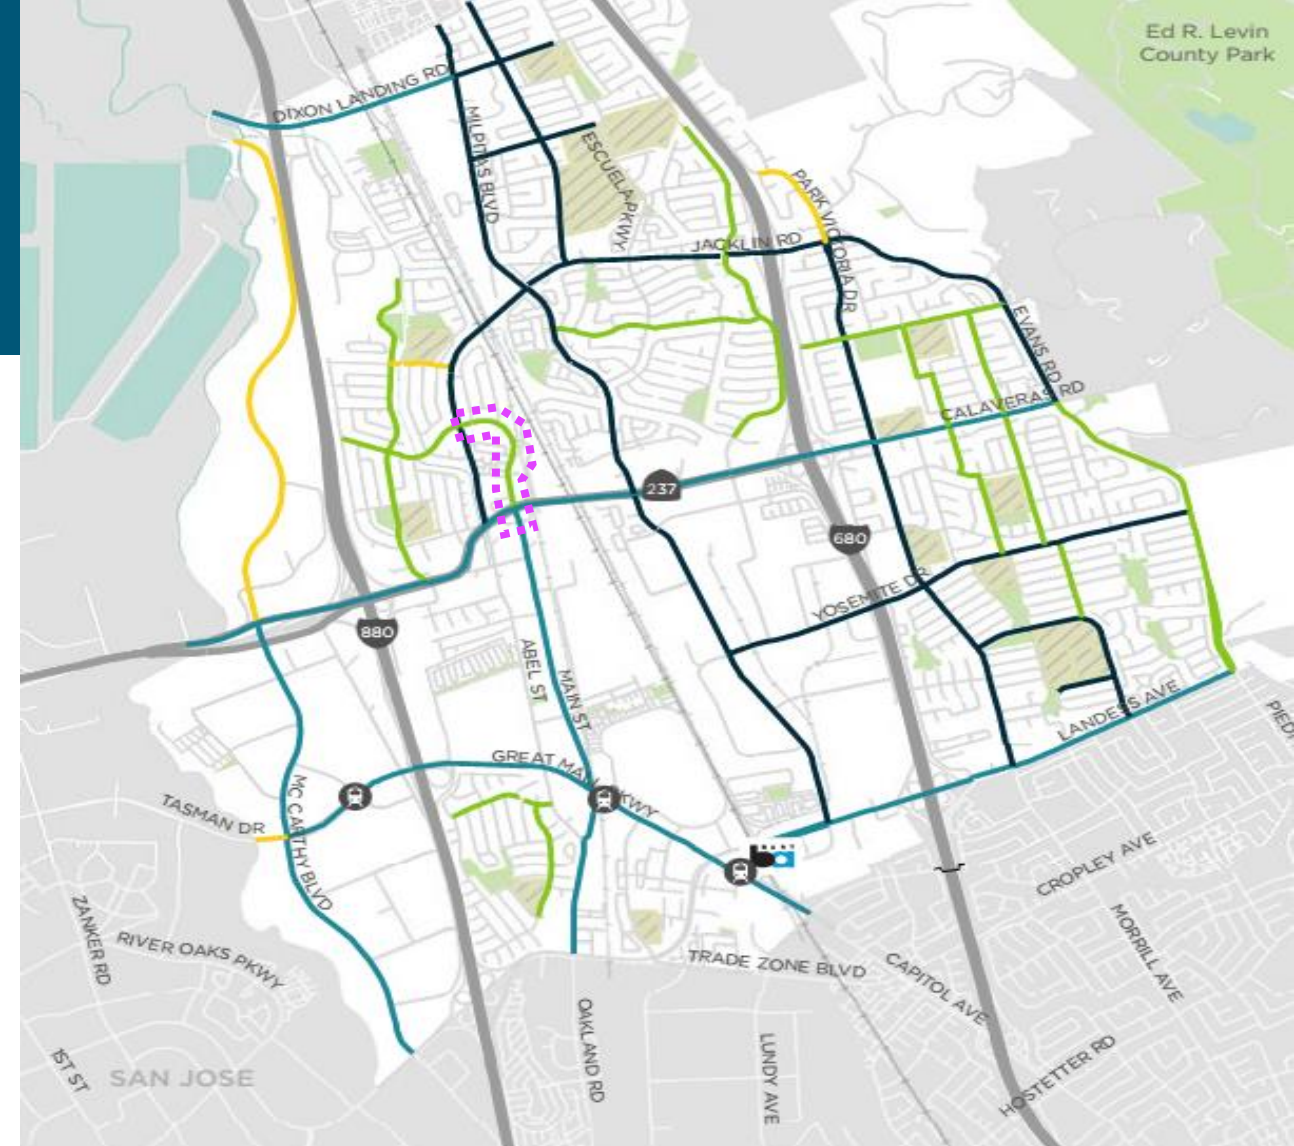 Ed R. Levin
County Park
DIXON LANDING RD
MILPITAS BLVD
ESCUELA PKWY
PARK VICTORIA DR
JACKLIN RD
EVANS RD
CALAVERAS RD
237
680
YOSEMITE DR
880
ABEL ST
MAIN ST
LANDESS AVE
GREAT MALL PKWY
TASMAN DR
MC CARTHY BLVD
CROPLEY AVE
ZANKER RD
RIVER OAKS PKWY
MORRILL AVE
TRADE ZONE BLVD
CAPITOL AVE
OAKLAND RD
LUNDY AVE
HOSTETTER RD
1ST ST
SAN JOSE